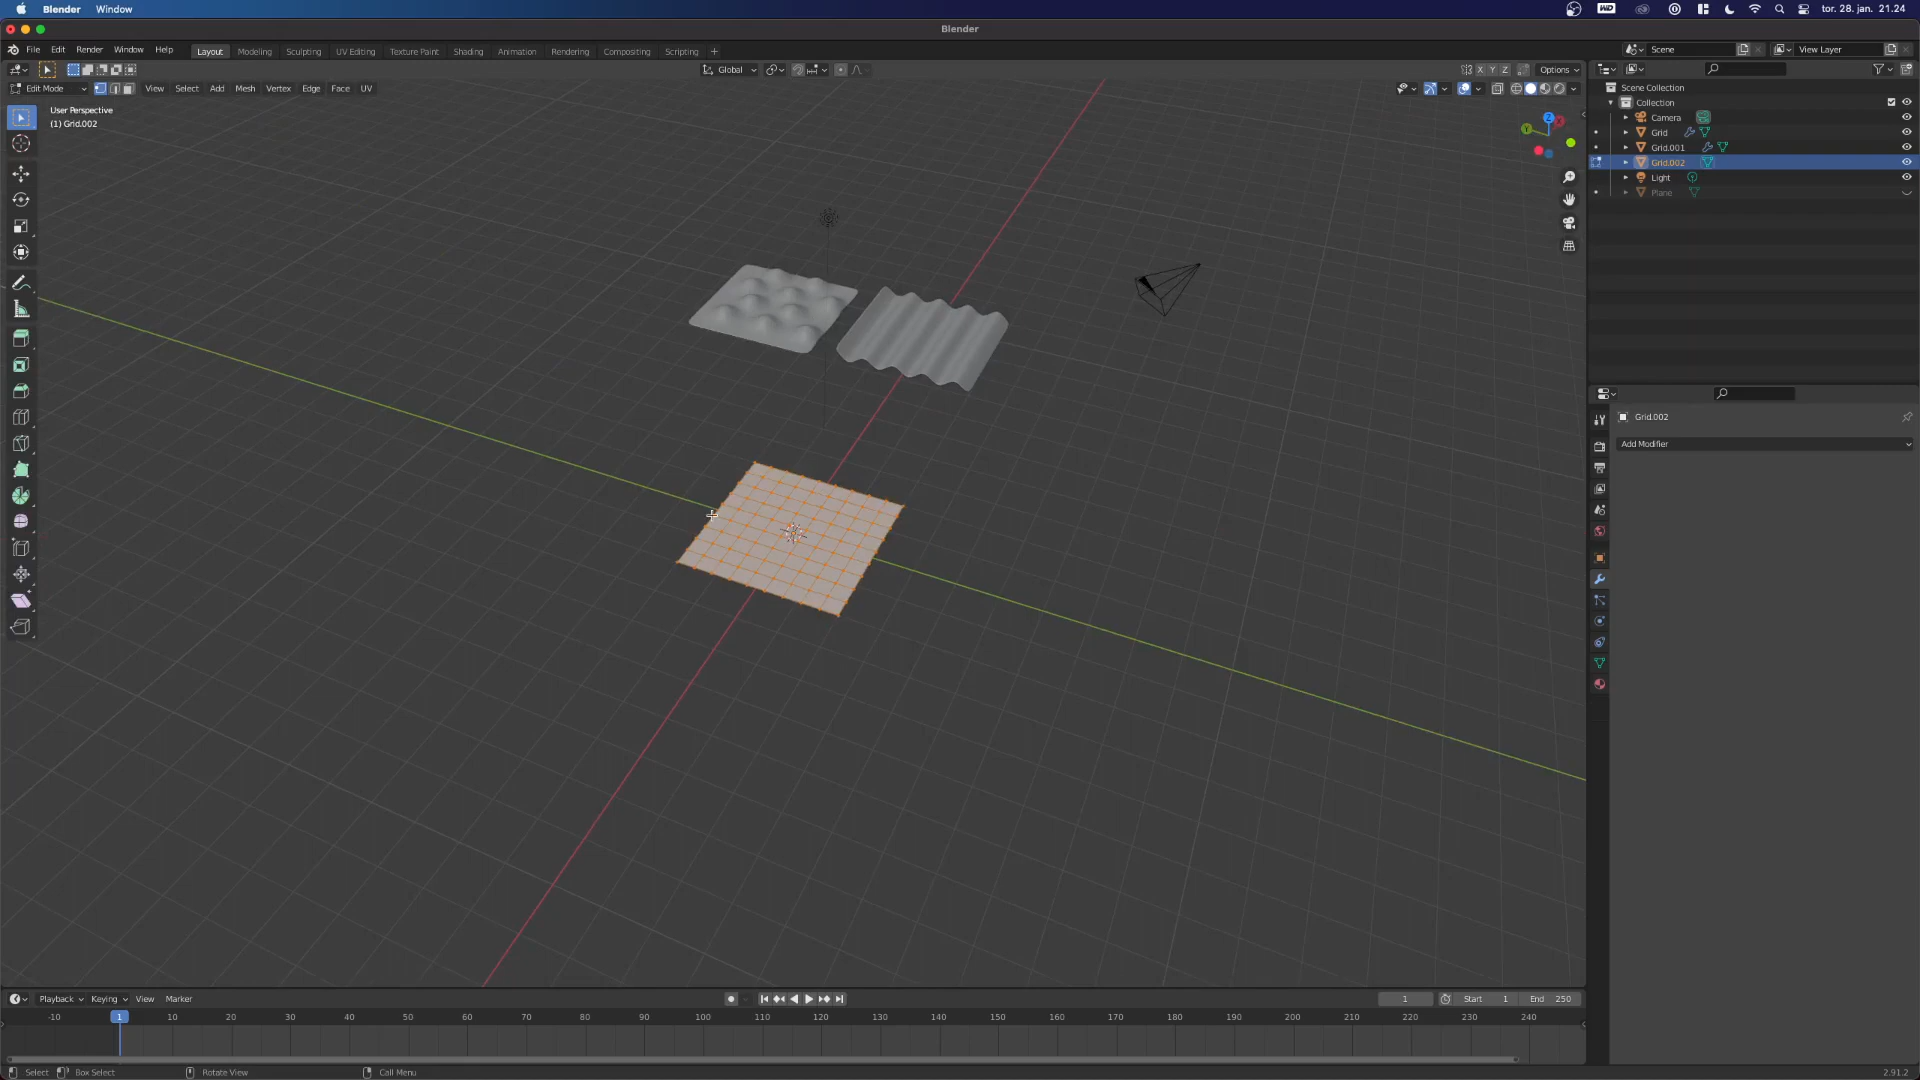 Blender Window tor. 28. jan. 21.24
Blender
File Edit Render Window Help Layout Modeling Sculpting UV Editing Texture Paint Shading Animation Rendering Compositing Scripting + Scene View Layer
Global X Y Z Options
Edit Mode View Select Add Mesh Vertex Edge Face UV
User Perspective
(1) Grid.002
Z
X
Y
Scene Collection
Collection
Camera
Grid
Grid.001
Grid.002
Light
Plane
Grid.002
Add Modifier
Playback Keying View Marker 1 Start 1 End 250
-10 1 10 20 30 40 50 60 70 80 90 100 110 120 130 140 150 160 170 180 190 200 210 220 230 240
Select Box Select Rotate View Call Menu 2.91.2